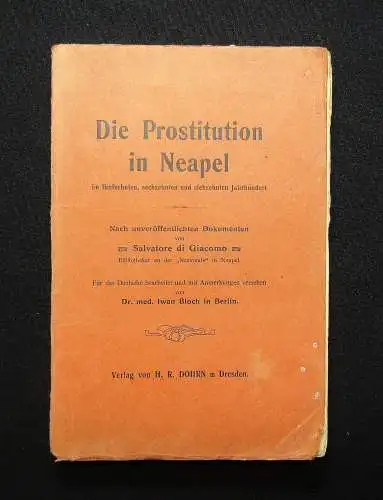 Die Prostitution
in Neapel
im fünfzehnten, sechzehnten und siebzehnten Jahrhundert
Nach unveröffentlichten Dokumenten
von
Salvatore di Giacomo
Bibliothekar an der „Nazionale“ in Neapel.
Für das Deutsche bearbeitet und mit Anmerkungen versehen
von
Dr. med. Iwan Bloch in Berlin.
Verlag von H. R. DOHRN in Dresden.